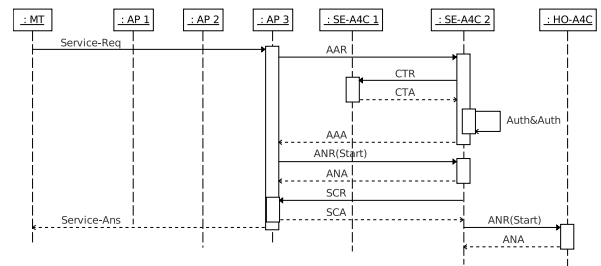 : MT
: AP 1
: AP 2
: AP 3
: SE-A4C 1
: SE-A4C 2
: HO-A4C
Service-Req
AAR
CTR
CTA
Auth&Auth
AAA
ANR(Start)
ANA
SCR
SCA
Service-Ans
ANR(Start)
ANA